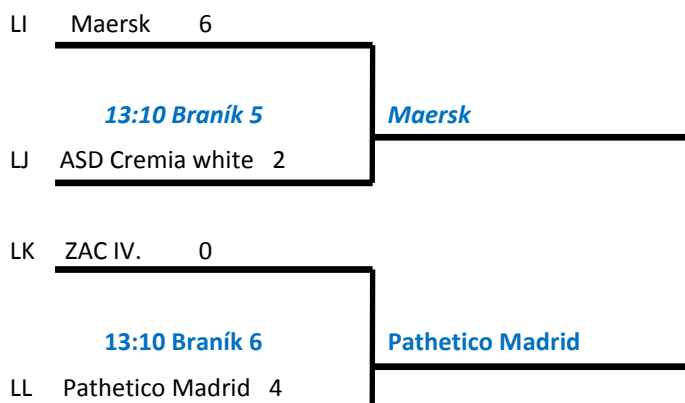 LI Maersk 6
13:10 Braník 5 Maersk
LJ ASD Cremia white 2
LK ZAC IV. 0
13:10 Braník 6 Pathetico Madrid
LL Pathetico Madrid 4